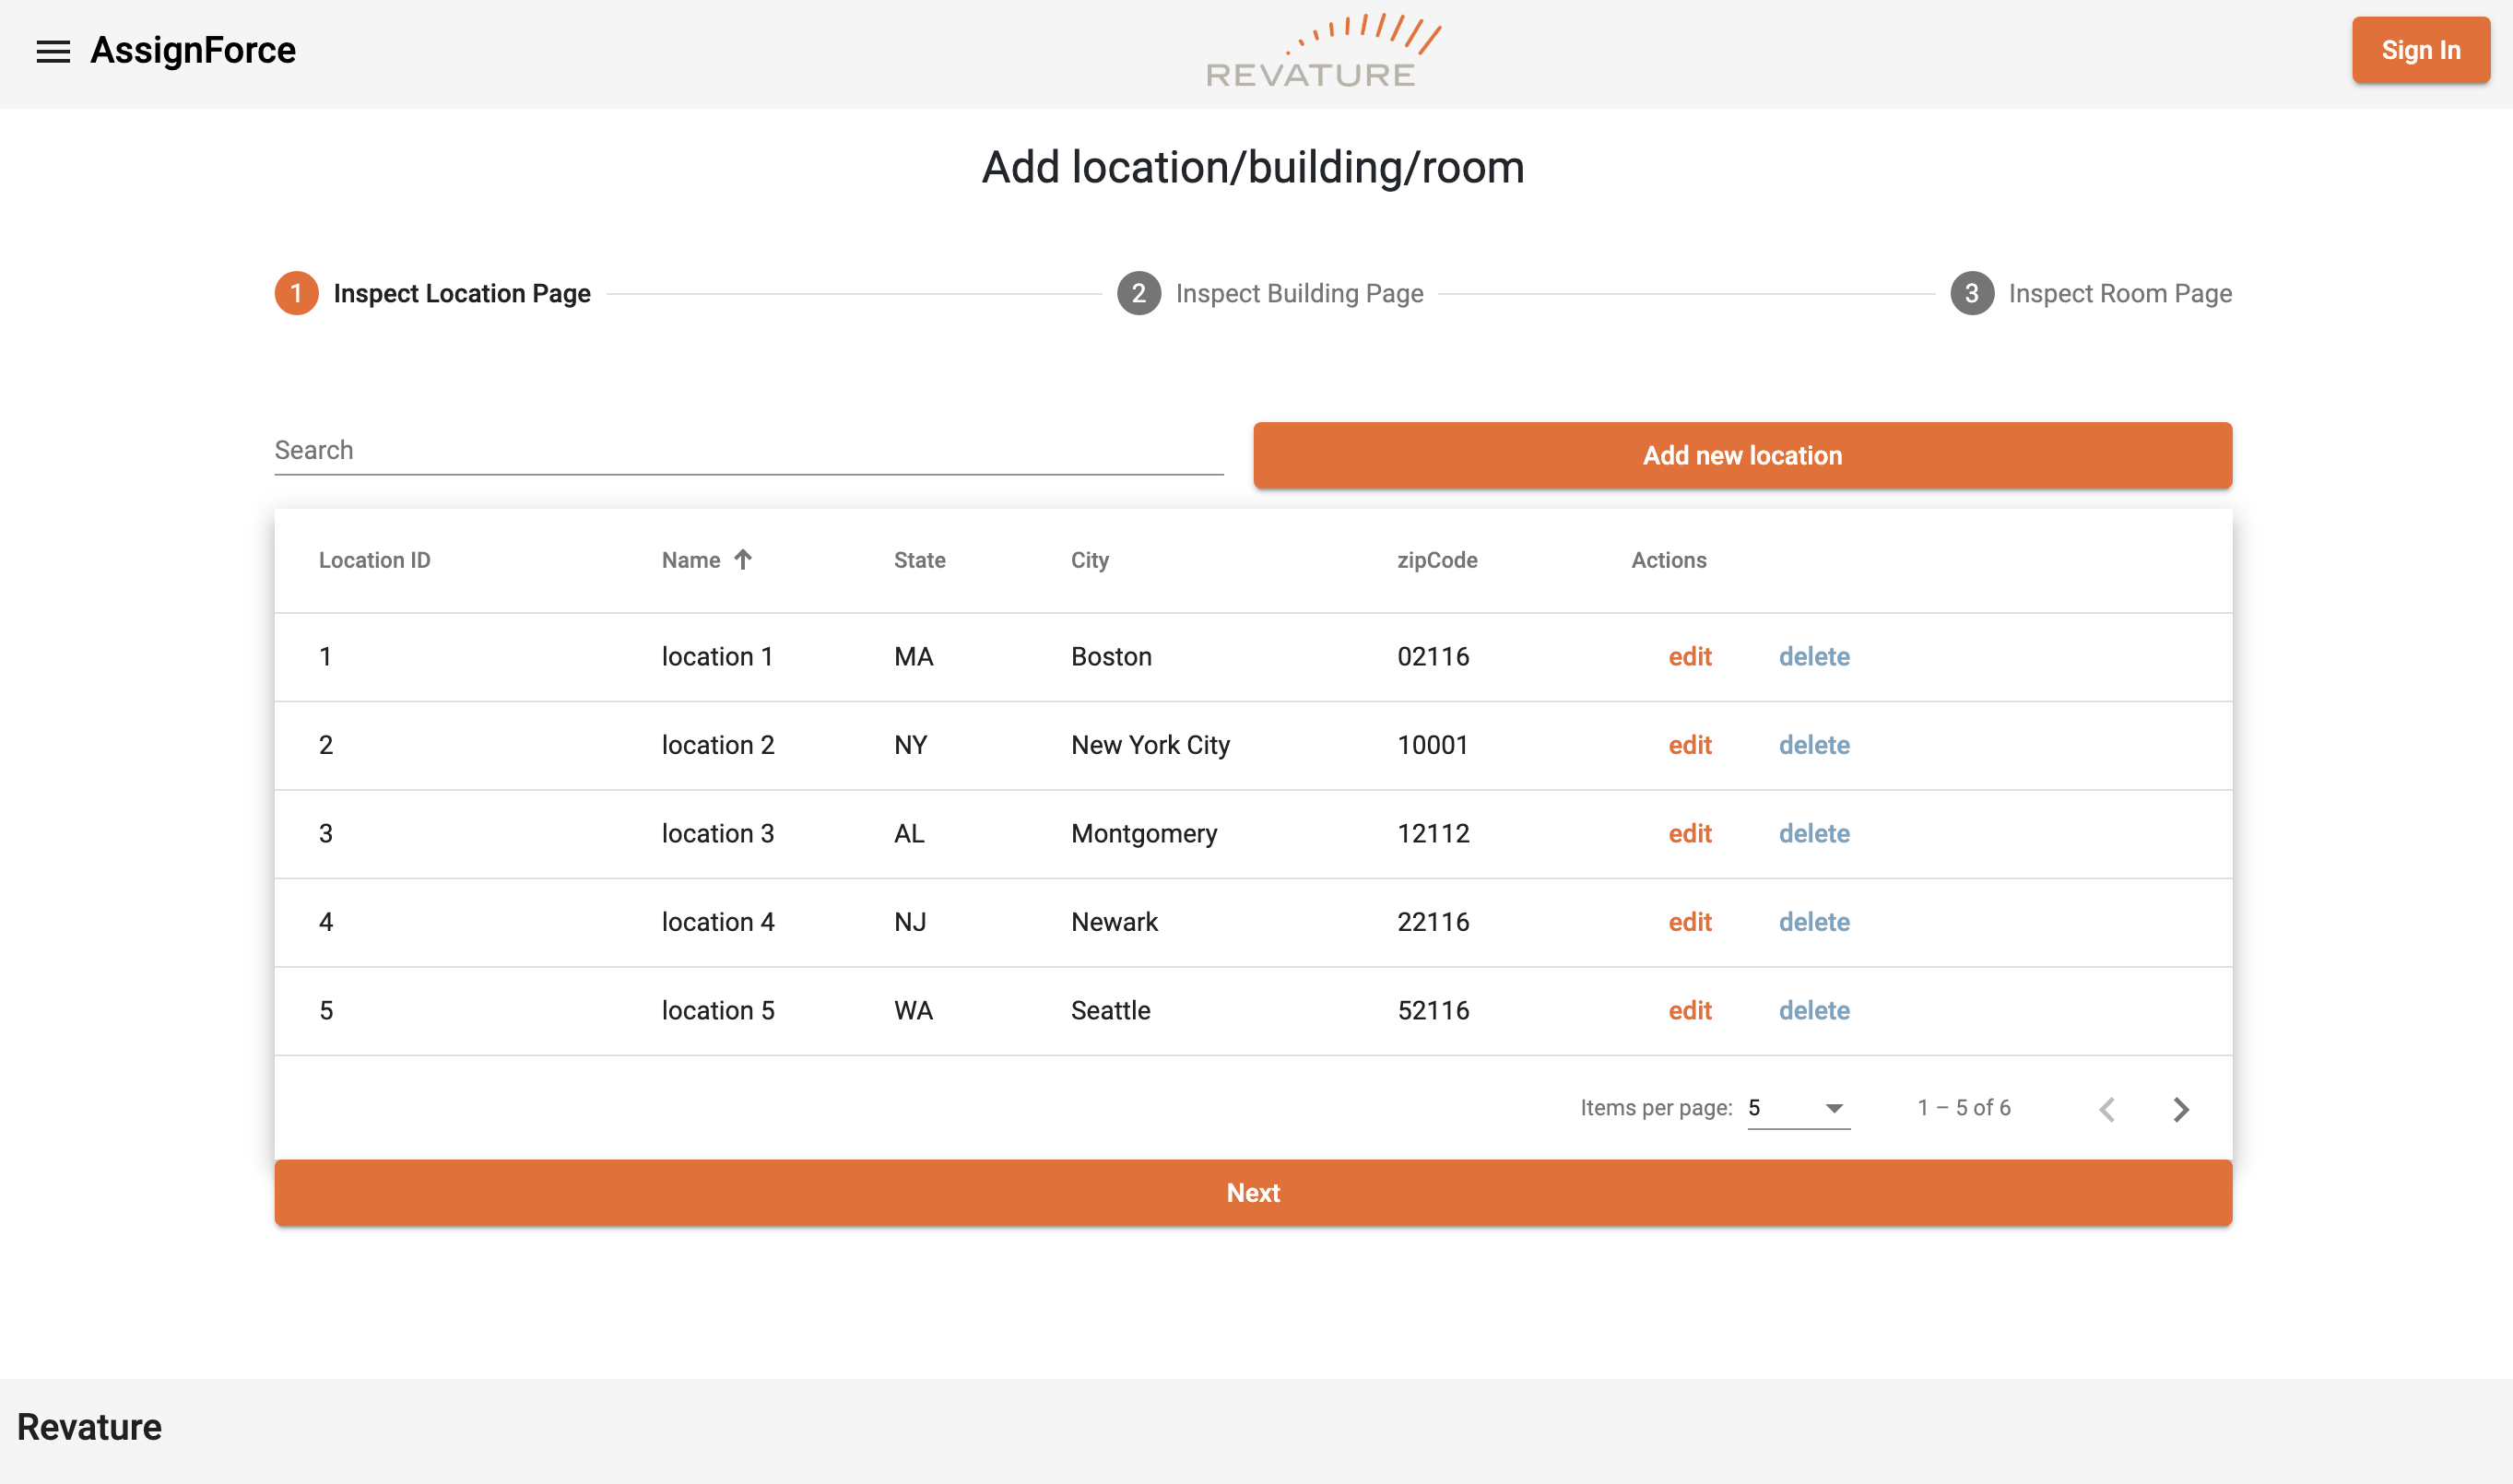 AssignForce
REVATURE
Sign In
Add location/building/room
1 Inspect Location Page 2 Inspect Building Page 3 Inspect Room Page
Search
Add new location
Location ID Name State City zipCode Actions
1 location 1 MA Boston 02116 edit delete
2 location 2 NY New York City 10001 edit delete
3 location 3 AL Montgomery 12112 edit delete
4 location 4 NJ Newark 22116 edit delete
5 location 5 WA Seattle 52116 edit delete
Items per page: 5 1 – 5 of 6
Next
Revature